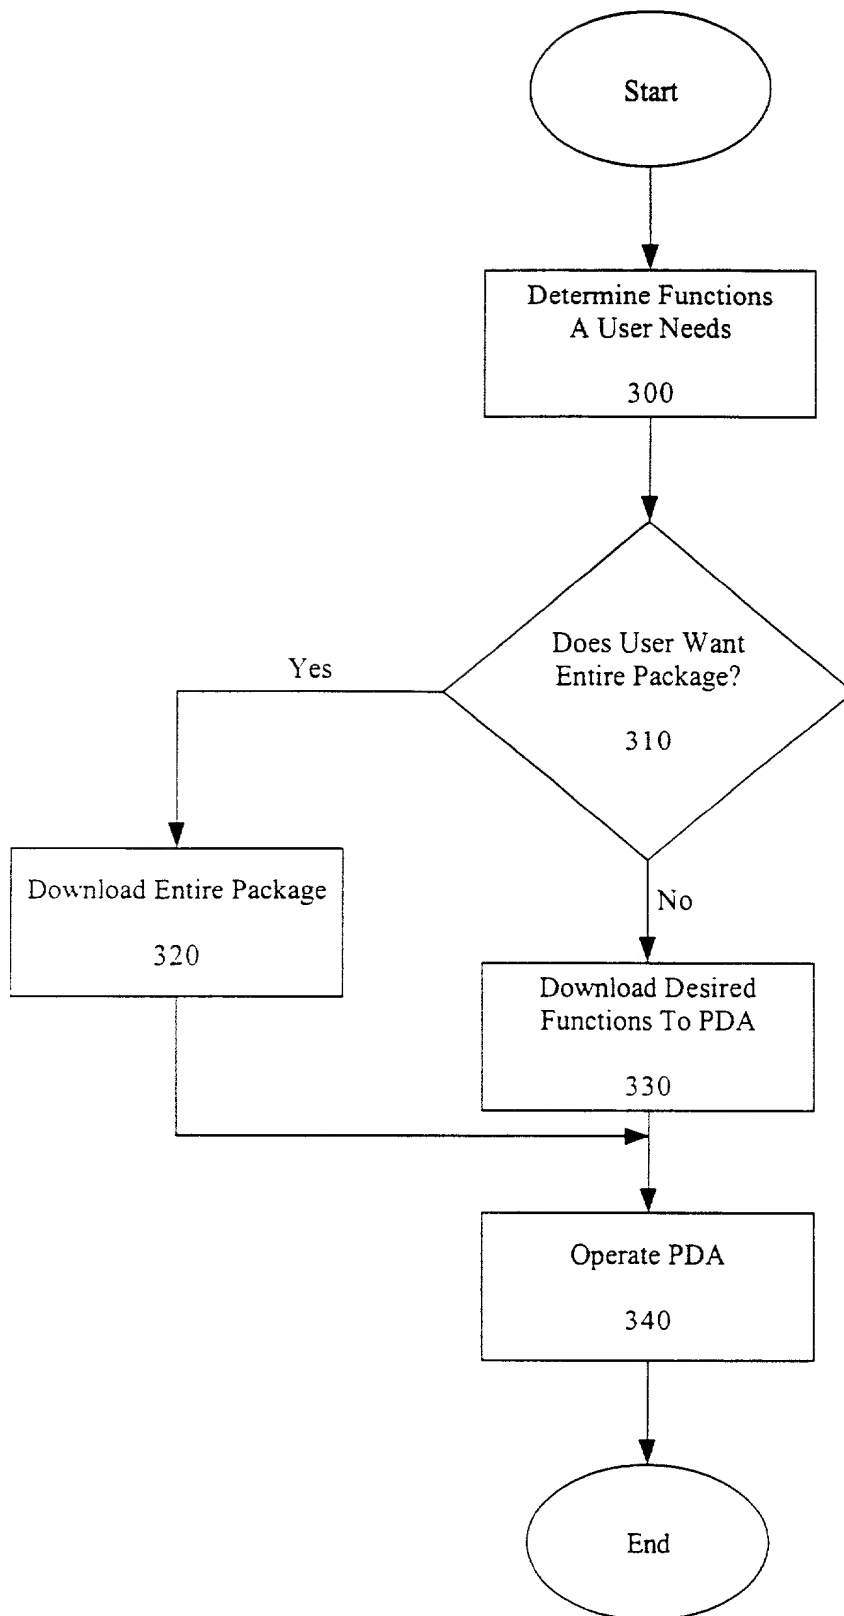 Start
Determine Functions
A User Needs
300
Does User Want
Entire Package?
310
Yes
No
Download Entire Package
320
Download Desired
Functions To PDA
330
Operate PDA
340
End